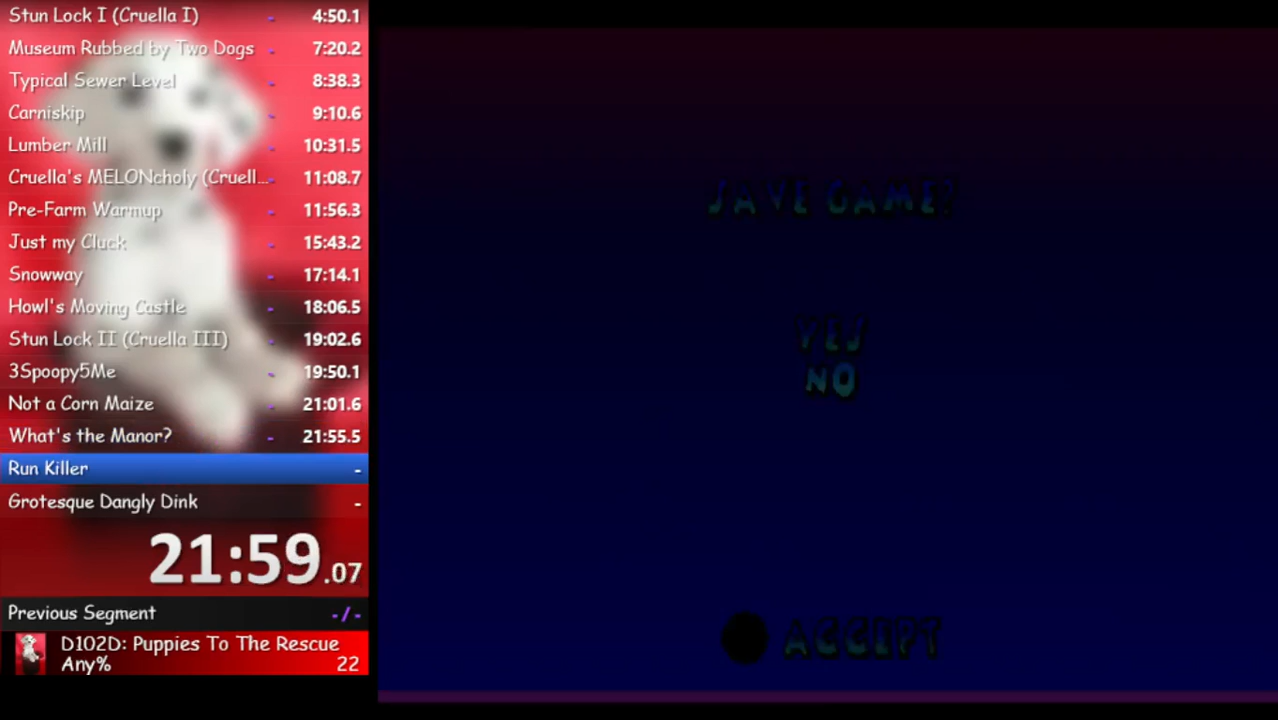 Stun Lock I (Cruella I) - 4:50.1
Museum Rubbed by Two Dogs - 7:20.2
Typical Sewer Level - 8:38.3
Carniskip - 9:10.6
Lumber Mill - 10:31.5
Cruella's MELONcholy (Cruell... - 11:08.7
Pre-Farm Warmup - 11:56.3
Just my Cluck - 15:43.2
Snowway - 17:14.1
Howl's Moving Castle - 18:06.5
Stun Lock II (Cruella III) - 19:02.6
3Spoopy5Me - 19:50.1
Not a Corn Maize - 21:01.6
What's the Manor? - 21:55.5
Run Killer -
Grotesque Dangly Dink -
21:59.07
Previous Segment -/-
D102D: Puppies To The Rescue
Any% 22
SAVE GAME?
YES
NO
ACCEPT